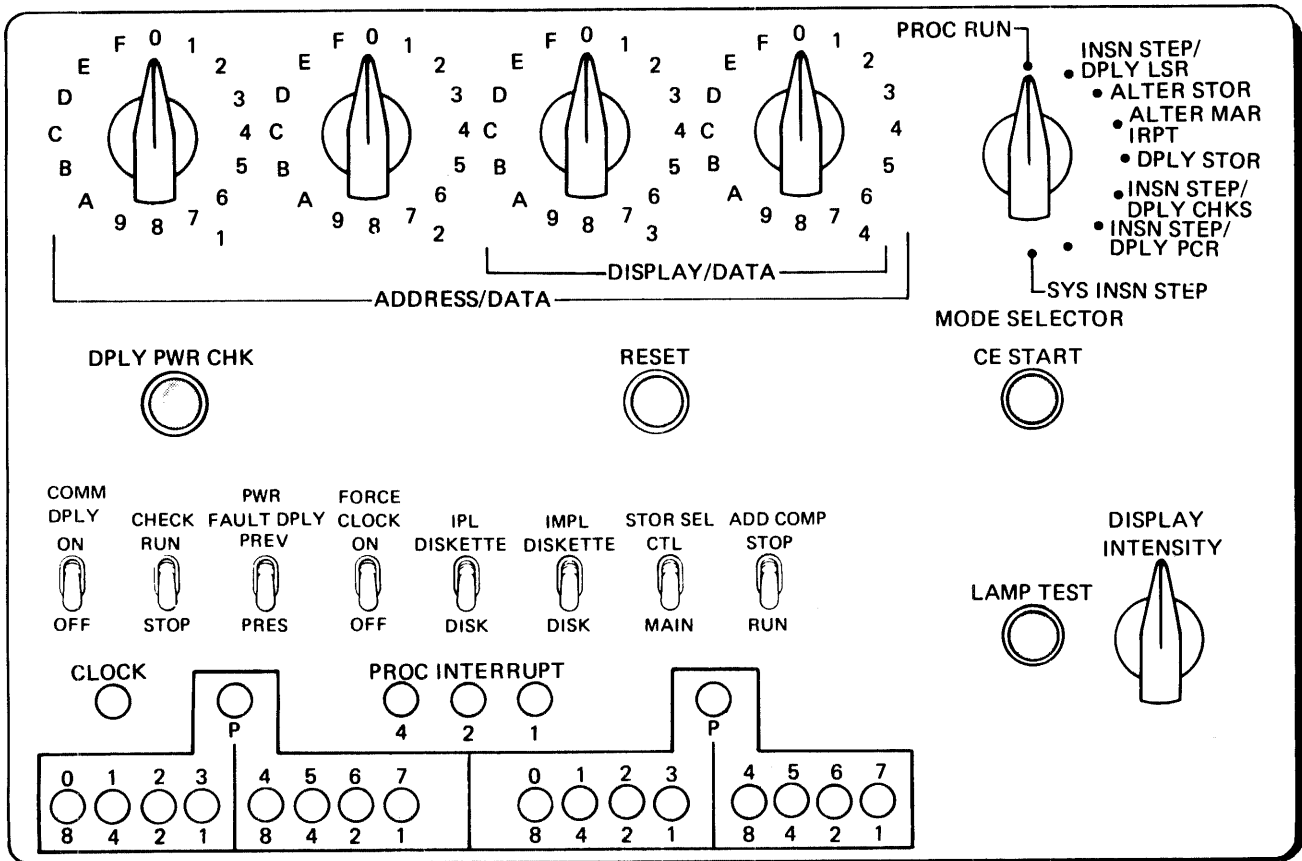 F 0 1 F 0 1 F 0 1 F 0 1 PROC RUN
E 2 E 2 E 2 E 2 INSN STEP/
DPLY LSR
D 3 D 3 D 3 D 3 ALTER STOR
C 4 C 4 C 4 C 4 ALTER MAR
IRPT
B 5 B 5 B 5 B 5 DPLY STOR
A 6 A 6 A 6 A 6 INSN STEP/
DPLY CHKS
9 8 7 9 8 7 9 8 7 9 8 7 INSN STEP/
DPLY PCR
1 2 3 4
DISPLAY/DATA
ADDRESS/DATA
SYS INSN STEP
MODE SELECTOR
DPLY PWR CHK RESET CE START
COMM
DPLY
ON
OFF
CHECK
RUN
STOP
PWR
FAULT DPLY
PREV
PRES
FORCE
CLOCK
ON
OFF
IPL
DISKETTE
DISK
IMPL
DISKETTE
DISK
STOR SEL
CTL
MAIN
ADD COMP
STOP
RUN
DISPLAY
INTENSITY
LAMP TEST
CLOCK PROC INTERRUPT
P 4 2 1 P
0 1 2 3 4 5 6 7 0 1 2 3 4 5 6 7
8 4 2 1 8 4 2 1 8 4 2 1 8 4 2 1